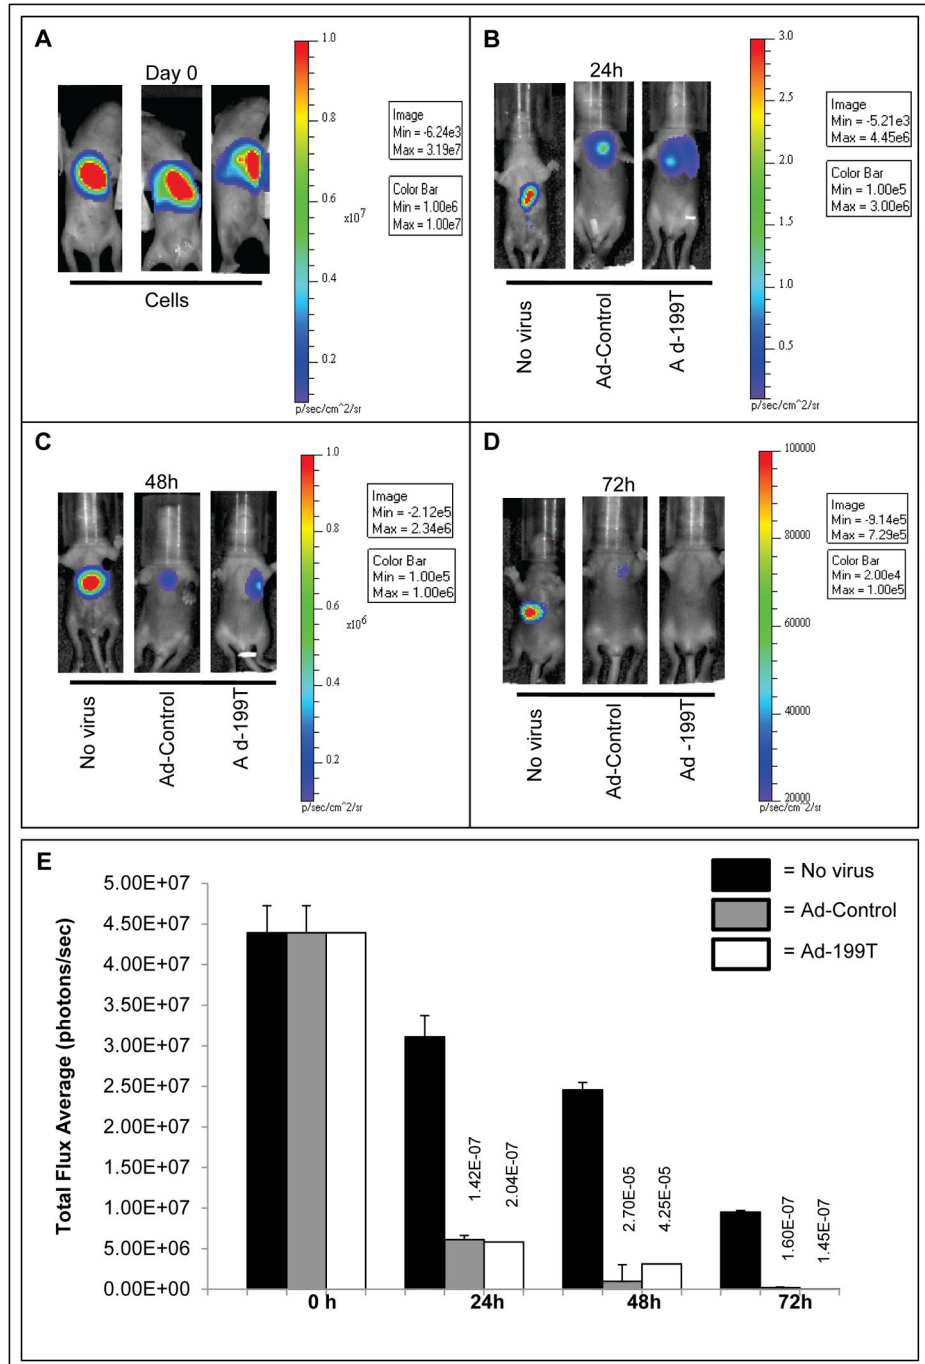 A
Day 0
1.0
0.8
0.6
x10^7
0.4
0.2
p/sec/cm^2/sr
Image
Min = -6.24e3
Max = 3.19e7
Color Bar
Min = 1.00e6
Max = 1.00e7
Cells
B
24h
3.0
2.5
2.0
1.5
1.0
0.5
p/sec/cm^2/sr
Image
Min = -5.21e3
Max = 4.45e6
Color Bar
Min = 1.00e5
Max = 3.00e6
No virus
Ad-Control
A d-199T
C
48h
1.0
0.8
0.6
x10^6
0.4
0.2
p/sec/cm^2/sr
Image
Min = -2.12e5
Max = 2.34e6
Color Bar
Min = 1.00e5
Max = 1.00e6
No virus
Ad-Control
A d-199T
D
72h
100000
80000
60000
40000
20000
p/sec/cm^2/sr
Image
Min = -9.14e5
Max = 7.29e5
Color Bar
Min = 2.00e4
Max = 1.00e5
No virus
Ad-Control
Ad -199T
E
= No virus
= Ad-Control
= Ad-199T
Total Flux Average (photons/sec)
5.00E+07
4.50E+07
4.00E+07
3.50E+07
3.00E+07
2.50E+07
2.00E+07
1.50E+07
1.00E+07
5.00E+06
0.00E+00
1.42E-07
2.04E-07
2.70E-05
4.25E-05
1.60E-07
1.45E-07
0 h
24h
48h
72h